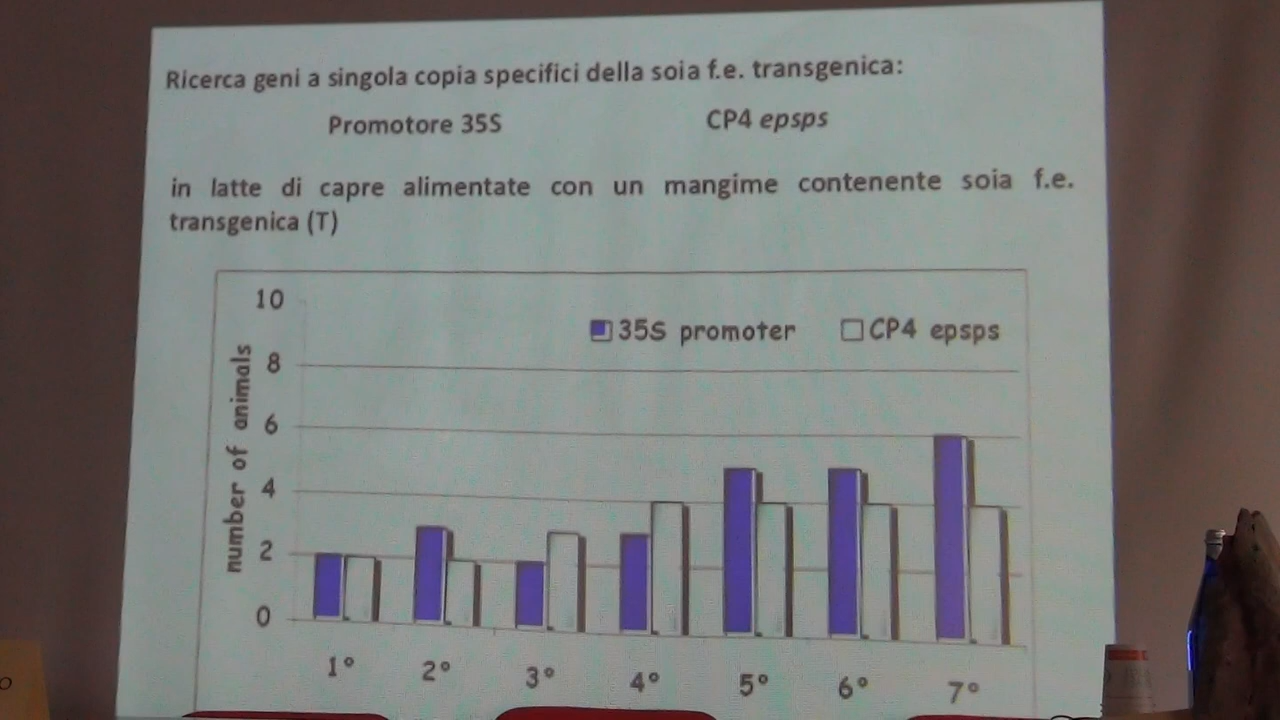 Ricerca geni a singola copia specifici della soia f.e. transgenica:
Promotore 35S CP4 epsps
in latte di capre alimentate con un mangime contenente soia f.e.
transgenica (T)
10
35S promoter CP4 epsps
8
6
4
2
0
number of animals
1° 2° 3° 4° 5° 6° 7°
O